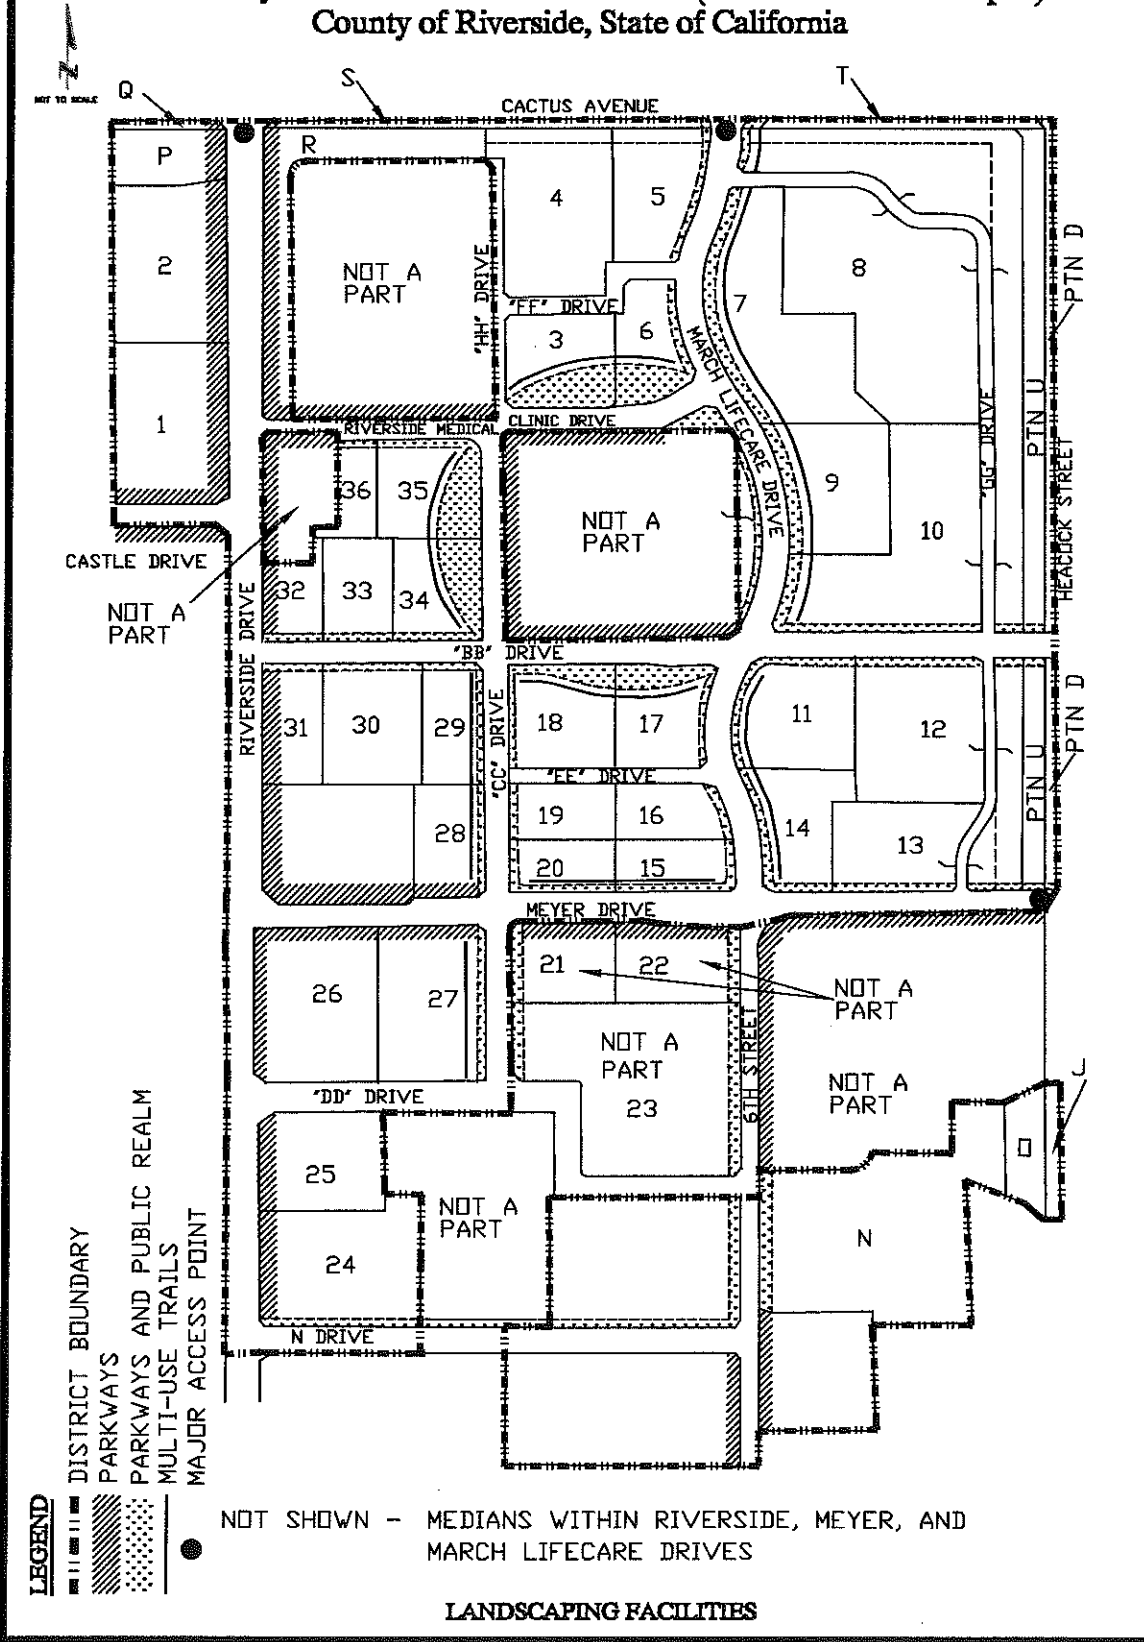 County of Riverside, State of California
N
NOT TO SCALE
Q
S
T
CACTUS AVENUE
P
R
4
5
2
NOT A
PART
"HH" DRIVE
8
PTN D
"FF" DRIVE
7
3
6
MARCH LIFECARE DRIVE
1
RIVERSIDE MEDICAL CLINIC DRIVE
"GG" DRIVE
PTN U
HEACOCK STREET
36
35
NOT A
PART
9
10
CASTLE DRIVE
NOT A
PART
32
33
34
RIVERSIDE DRIVE
"BB" DRIVE
31
30
29
"CC" DRIVE
18
17
11
12
PTN D
"EE" DRIVE
PTN U
28
19
16
14
13
20
15
MEYER DRIVE
26
27
21
22
NOT A
PART
NOT A
PART
23
6TH STREET
NOT A
PART
J
"DD" DRIVE
O
25
NOT A
PART
N
24
N DRIVE
LEGEND
DISTRICT BOUNDARY
PARKWAYS
PARKWAYS AND PUBLIC REALM
MULTI-USE TRAILS
MAJOR ACCESS POINT
NOT SHOWN - MEDIANS WITHIN RIVERSIDE, MEYER, AND
MARCH LIFECARE DRIVES
LANDSCAPING FACILITIES